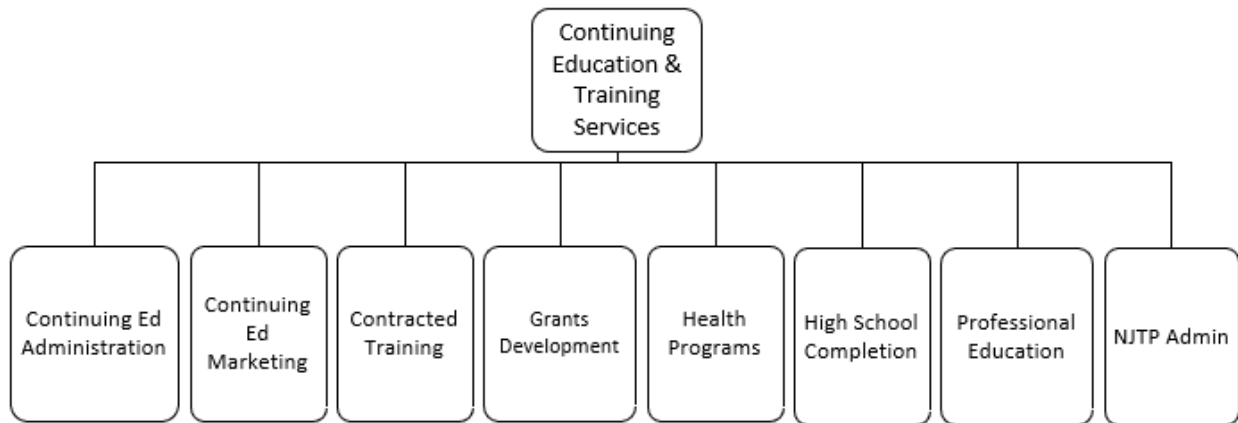 Continuing
Education &
Training
Services
Continuing Ed
Administration
Continuing
Ed
Marketing
Contracted
Training
Grants
Development
Health
Programs
High School
Completion
Professional
Education
NJTP Admin